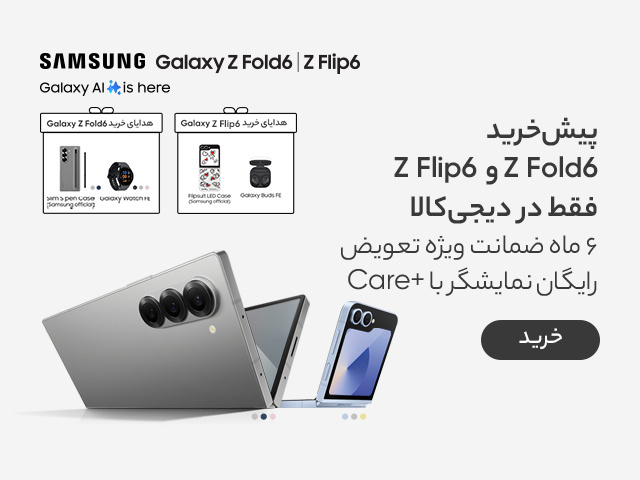 SAMSUNG Galaxy Z Fold6 | Z Flip6
Galaxy AI is here
هدایای خرید Galaxy Z Fold6
Slim S pen Case
(Samsung official)
Galaxy Watch FE
هدایای خرید Galaxy Z Flip6
Flipsuit LED Case
(Samsung official)
Galaxy Buds FE
پیش‌خرید
Z Fold6 و Z Flip6
فقط در دیجی‌کالا
۶ ماه ضمانت ویژه تعویض
رایگان نمایشگر با Care+
خرید